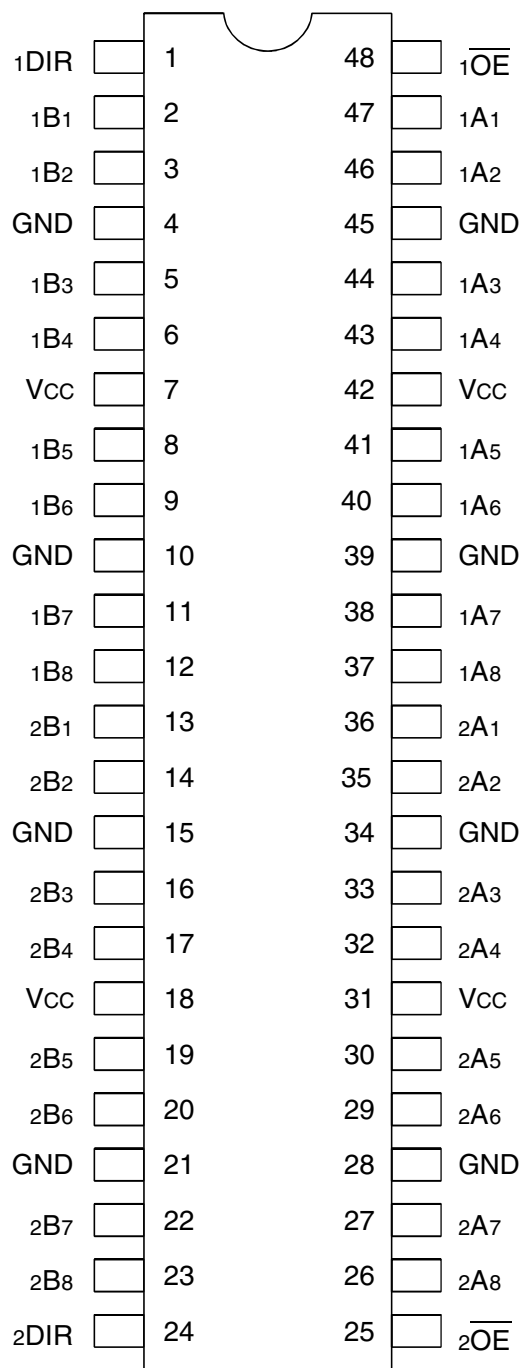 1DIR 1 48 1O̅E̅
1B1 2 47 1A1
1B2 3 46 1A2
GND 4 45 GND
1B3 5 44 1A3
1B4 6 43 1A4
VCC 7 42 VCC
1B5 8 41 1A5
1B6 9 40 1A6
GND 10 39 GND
1B7 11 38 1A7
1B8 12 37 1A8
2B1 13 36 2A1
2B2 14 35 2A2
GND 15 34 GND
2B3 16 33 2A3
2B4 17 32 2A4
VCC 18 31 VCC
2B5 19 30 2A5
2B6 20 29 2A6
GND 21 28 GND
2B7 22 27 2A7
2B8 23 26 2A8
2DIR 24 25 2O̅E̅